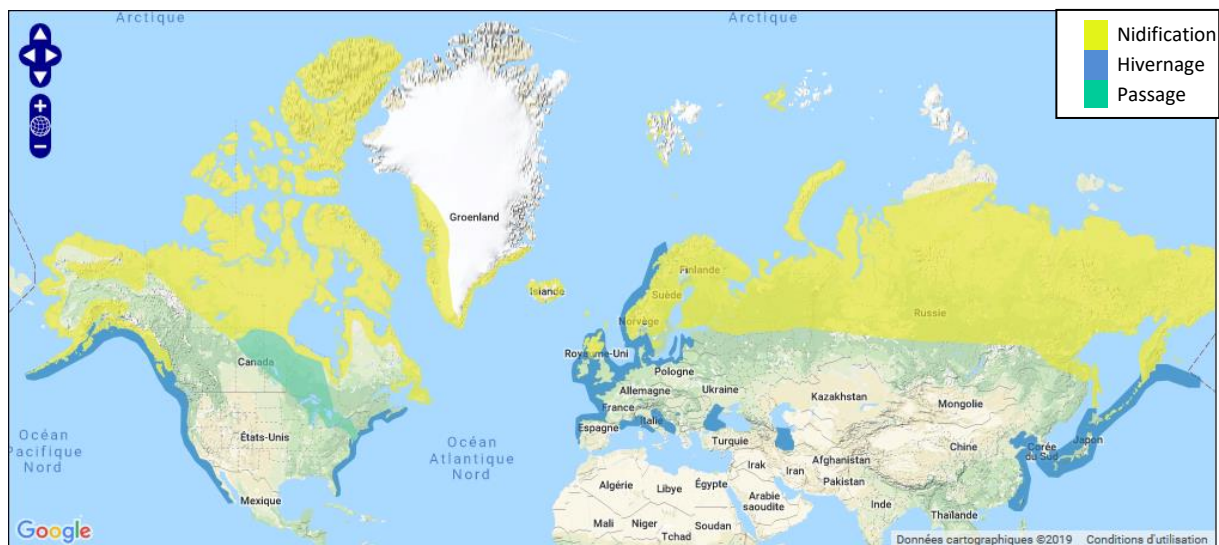 Arctique
Arctique
Nidification
Hivernage
Passage
Groenland
Islande
Finlande
Suède
Norvège
Russie
Canada
Royaume-Uni
Pologne
Allemagne
Ukraine
Kazakhstan
France
Mongolie
Italie
Espagne
États-Unis
Océan
Pacifique
Nord
Océan
Atlantique
Nord
Turquie
Chine
Corée
du Sud
Japon
Afghanistan
Irak
Iran
Pakistan
Mexique
Algérie
Libye
Égypte
Arabie
saoudite
Inde
Mali
Niger
Tchad
Soudan
Thaïlande
Google
Données cartographiques ©2019
Conditions d'utilisation